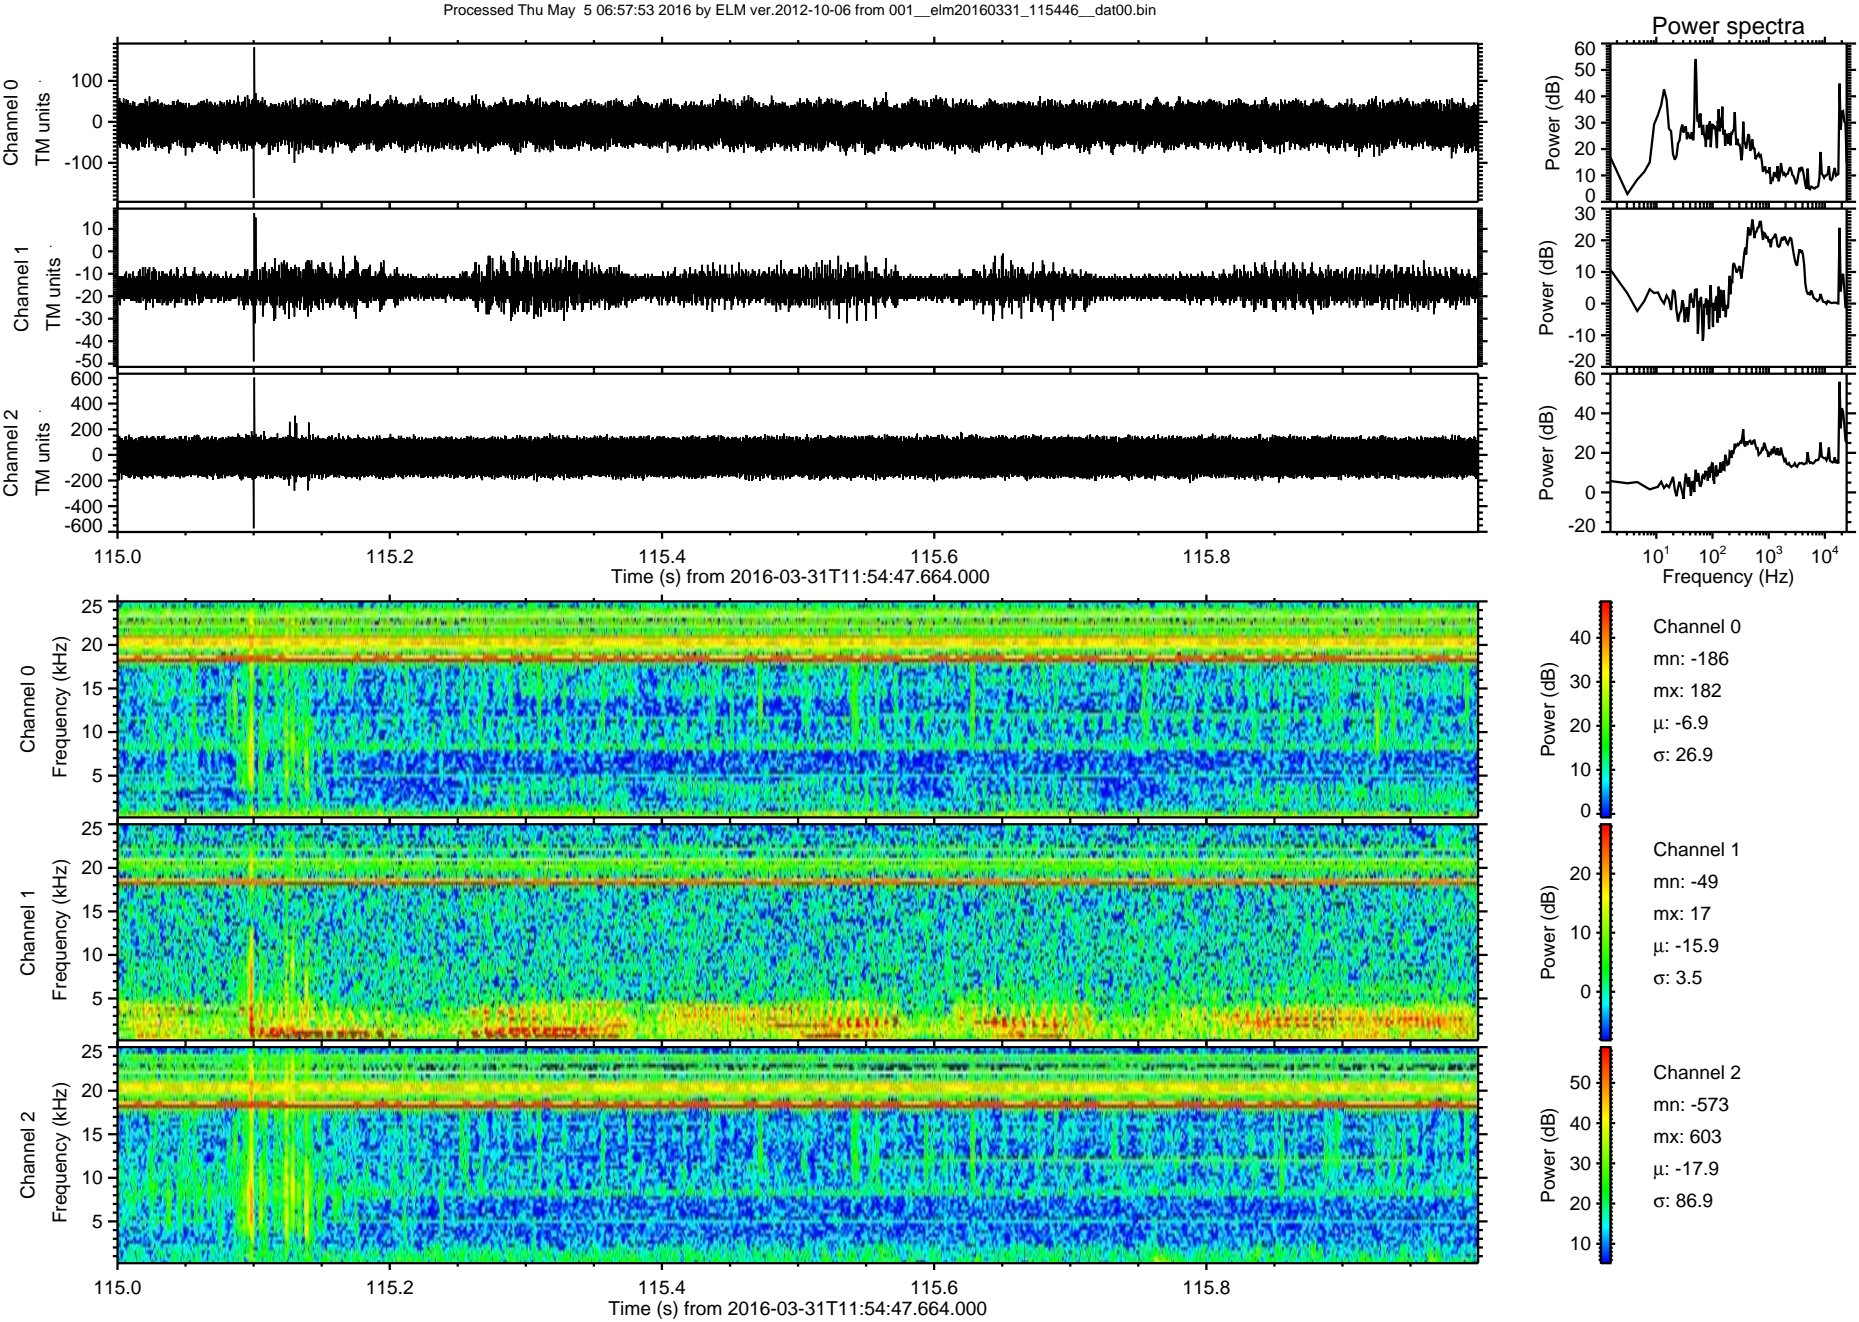 Processed Thu May  5 06:57:53 2016 by ELM ver.2012-10-06 from 001__elm20160331_115446__dat00.bin
Power spectra
Channel 0
TM units
100
0
-100
Power (dB)
60
50
40
30
20
10
0
Channel 1
TM units
10
0
-10
-20
-30
-40
-50
Power (dB)
30
20
10
0
-10
-20
Channel 2
TM units
600
400
200
0
-200
-400
-600
Power (dB)
60
40
20
0
-20
115.0 115.2 115.4 115.6 115.8
Time (s) from 2016-03-31T11:54:47.664.000
10^1 10^2 10^3 10^4
Frequency (Hz)
Channel 0
Frequency (kHz)
25
20
15
10
5
Power (dB)
40
30
20
10
0
Channel 0
mn: -186
mx: 182
μ: -6.9
σ: 26.9
Channel 1
Frequency (kHz)
25
20
15
10
5
Power (dB)
20
10
0
Channel 1
mn: -49
mx: 17
μ: -15.9
σ: 3.5
Channel 2
Frequency (kHz)
25
20
15
10
5
Power (dB)
50
40
30
20
10
Channel 2
mn: -573
mx: 603
μ: -17.9
σ: 86.9
115.0 115.2 115.4 115.6 115.8
Time (s) from 2016-03-31T11:54:47.664.000